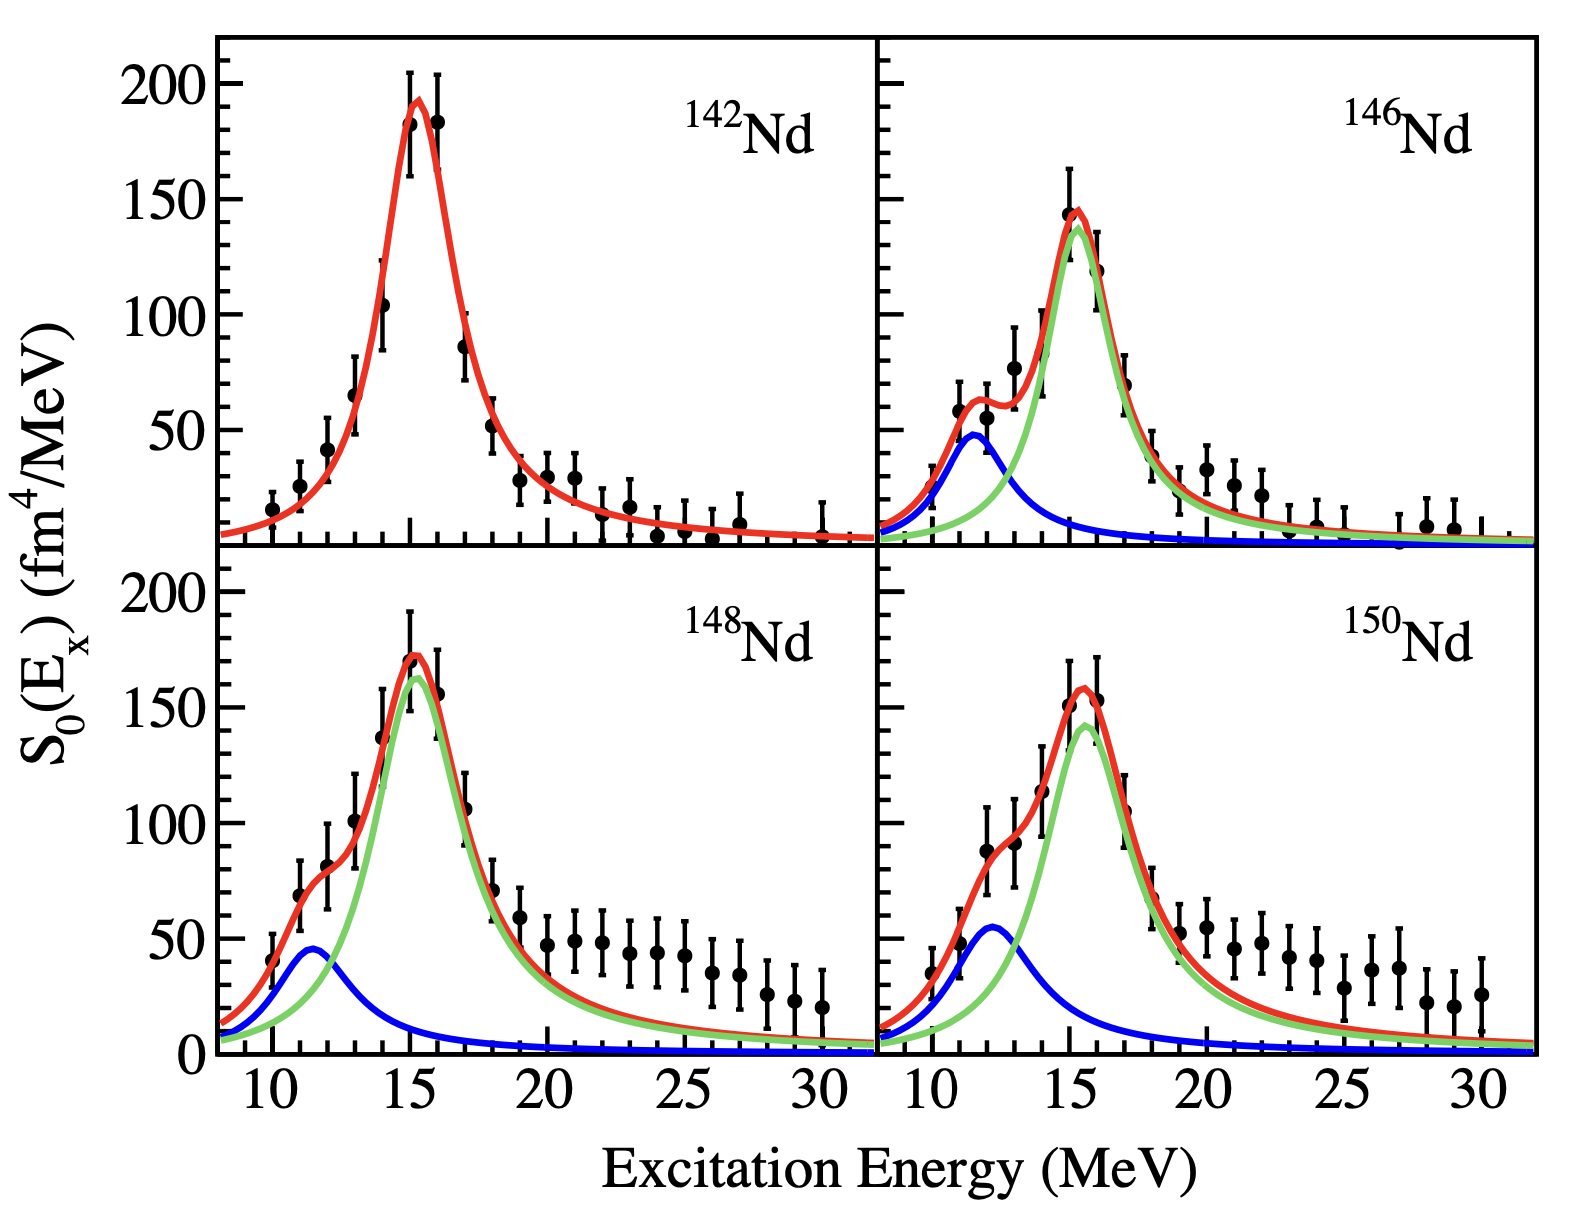 200
150
100
50
¹⁴²Nd
¹⁴⁶Nd
200
150
100
50
0
¹⁴⁸Nd
¹⁵⁰Nd
10 15 20 25 30 10 15 20 25 30
S₀(Eₓ) (fm⁴/MeV)
Excitation Energy (MeV)